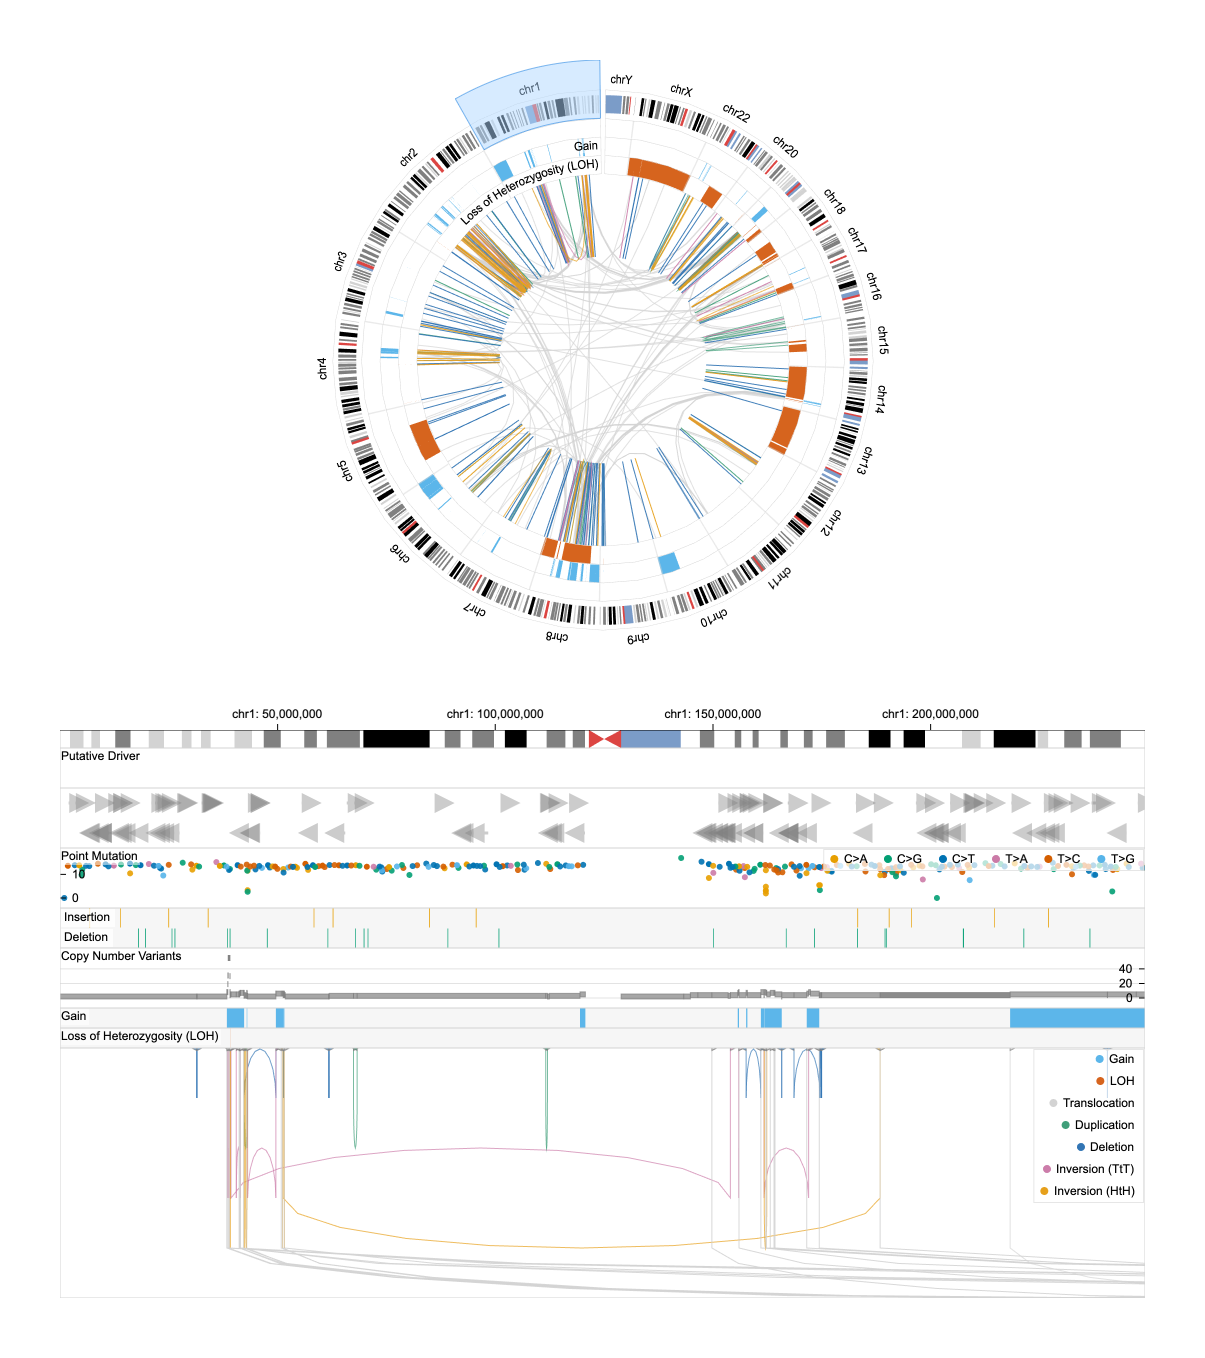 chrY
chrX
chr1
chr22
chr20
chr2
Gain
Loss of Heterozygosity (LOH)
chr18
chr17
chr3
chr16
chr15
chr4
chr14
chr13
chr5
chr12
chr6
chr11
chr7
chr10
chr8
chr9
chr1: 50,000,000
chr1: 100,000,000
chr1: 150,000,000
chr1: 200,000,000
Putative Driver
Point Mutation
C>A
C>G
C>T
T>A
T>C
T>G
10
0
Insertion
Deletion
Copy Number Variants
40
20
0
Gain
Loss of Heterozygosity (LOH)
Gain
LOH
Translocation
Duplication
Deletion
Inversion (TtT)
Inversion (HtH)